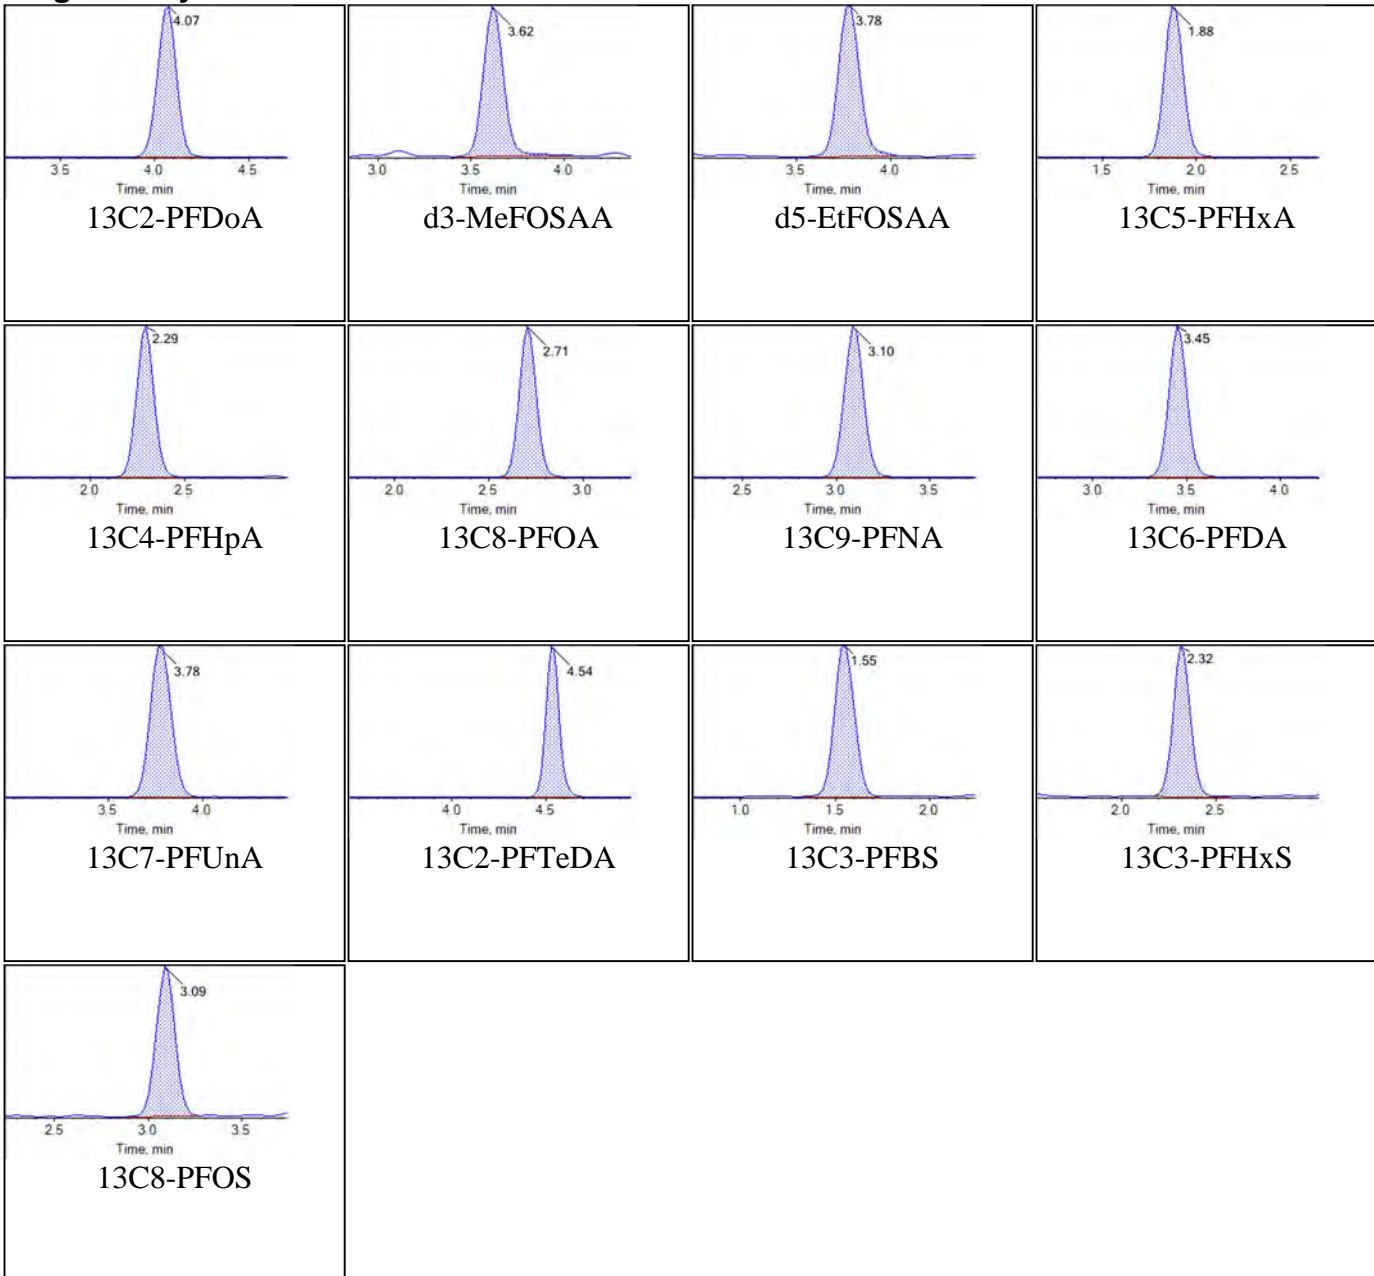 4.07
3.5 4.0 4.5
Time, min
13C2-PFDoA
3.62
3.0 3.5 4.0
Time, min
d3-MeFOSAA
3.78
3.5 4.0
Time, min
d5-EtFOSAA
1.88
1.5 2.0 2.5
Time, min
13C5-PFHxA
2.29
2.0 2.5
Time, min
13C4-PFHpA
2.71
2.0 2.5 3.0
Time, min
13C8-PFOA
3.10
2.5 3.0 3.5
Time, min
13C9-PFNA
3.45
3.0 3.5 4.0
Time, min
13C6-PFDA
3.78
3.5 4.0
Time, min
13C7-PFUnA
4.54
4.0 4.5
Time, min
13C2-PFTeDA
1.55
1.0 1.5 2.0
Time, min
13C3-PFBS
2.32
2.0 2.5
Time, min
13C3-PFHxS
3.09
2.5 3.0 3.5
Time, min
13C8-PFOS